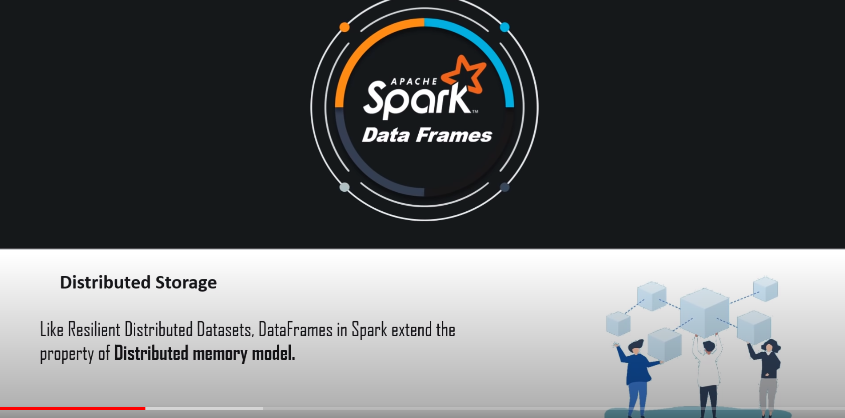 APACHE
Spark™
Data Frames
Distributed Storage
Like Resilient Distributed Datasets, DataFrames in Spark extend the
property of Distributed memory model.